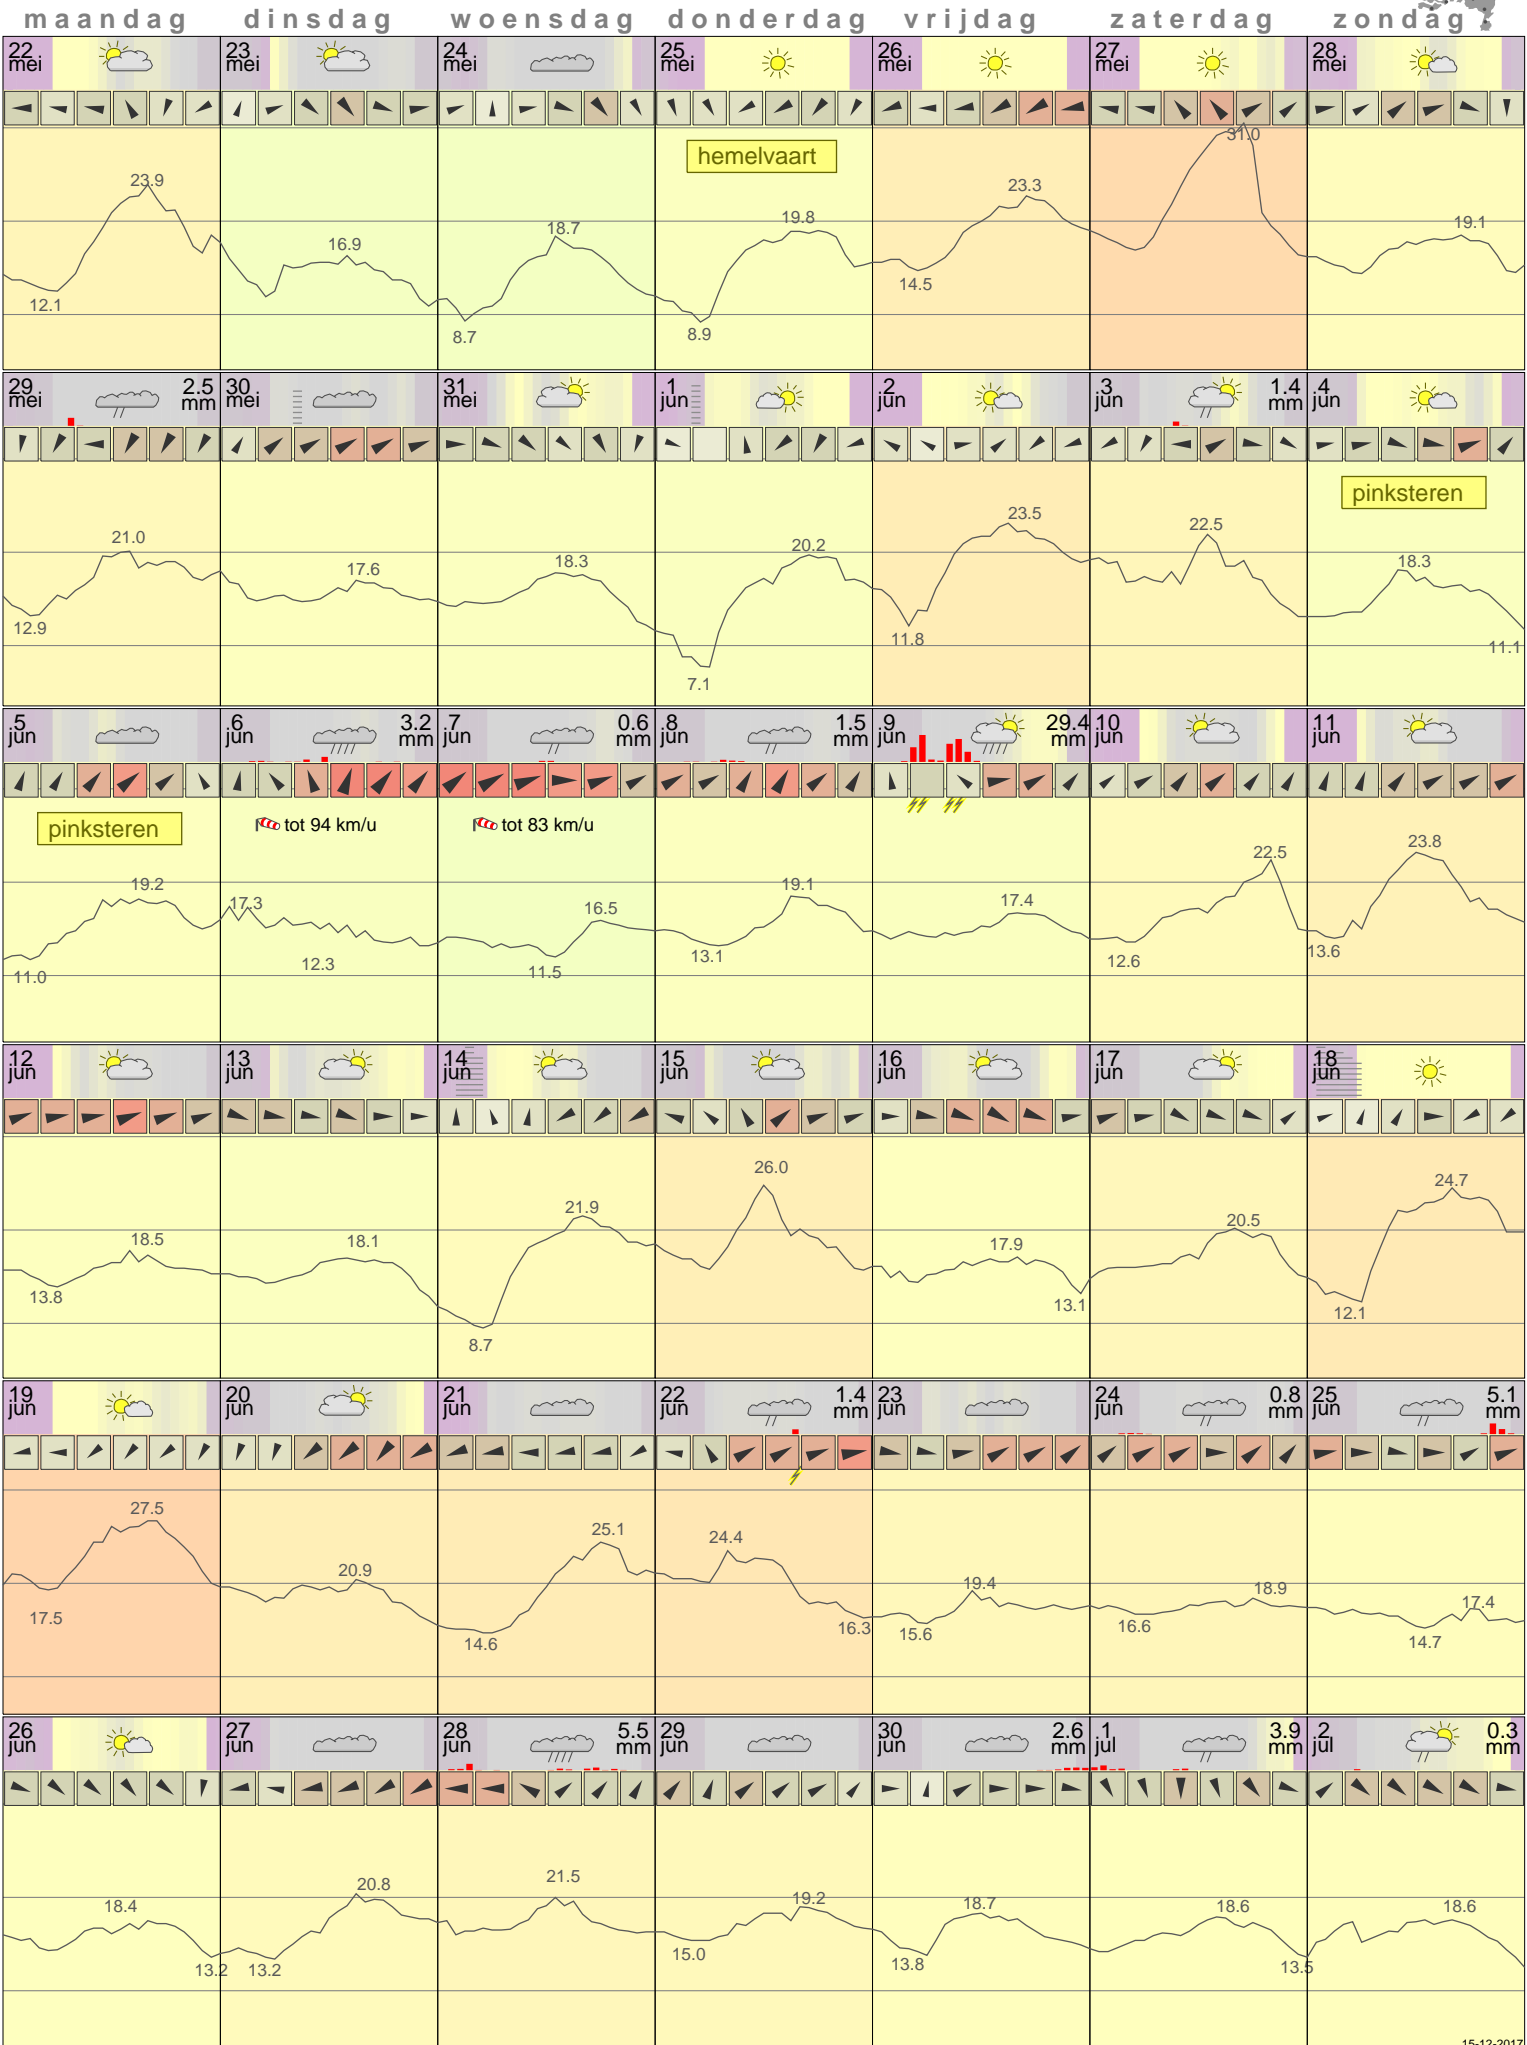 maandag dinsdag woensdag donderdag vrijdag zaterdag zondag
22 mei 23 mei 24 mei 25 mei 26 mei 27 mei 28 mei
hemelvaart
23.9 12.1 16.9 18.7 8.7 19.8 8.9 23.3 14.5 31.0 19.1
29 mei 2.5 mm 30 mei 31 mei 1 jun 2 jun 3 jun 1.4 mm 4 jun
pinksteren
21.0 12.9 17.6 18.3 20.2 7.1 23.5 11.8 22.5 18.3 11.1
5 jun 6 jun 3.2 mm 7 jun 0.6 mm 8 jun 1.5 mm 9 jun 29.4 mm 10 jun 11 jun
pinksteren tot 94 km/u tot 83 km/u
19.2 11.0 17.3 12.3 16.5 11.5 19.1 13.1 17.4 22.5 12.6 23.8 13.6
12 jun 13 jun 14 jun 15 jun 16 jun 17 jun 18 jun
18.5 13.8 18.1 21.9 8.7 26.0 17.9 13.1 20.5 24.7 12.1
19 jun 20 jun 21 jun 22 jun 1.4 mm 23 jun 24 jun 0.8 mm 25 jun 5.1 mm
27.5 17.5 20.9 25.1 14.6 24.4 16.3 19.4 15.6 18.9 16.6 17.4 14.7
26 jun 27 jun 28 jun 5.5 mm 29 jun 30 jun 2.6 mm 1 jul 3.9 mm 2 jul 0.3 mm
18.4 13.2 20.8 13.2 21.5 19.2 15.0 18.7 13.8 18.6 13.5 18.6
15-12-2017